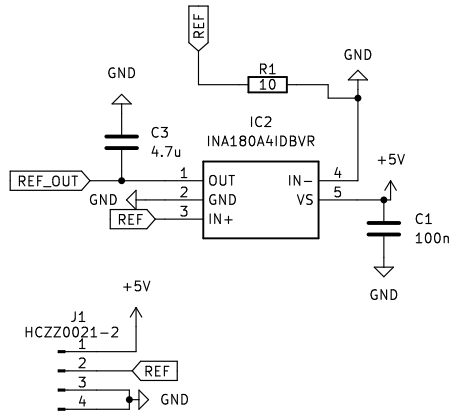 REF
GND
R1
10
GND
C3
4.7u
IC2
INA180A4IDBVR
REF_OUT
1
OUT
IN-
4
+5V
GND
2
GND
VS
5
REF
3
IN+
C1
100n
GND
+5V
J1
HCZZ0021-2
1
2
REF
3
4
GND